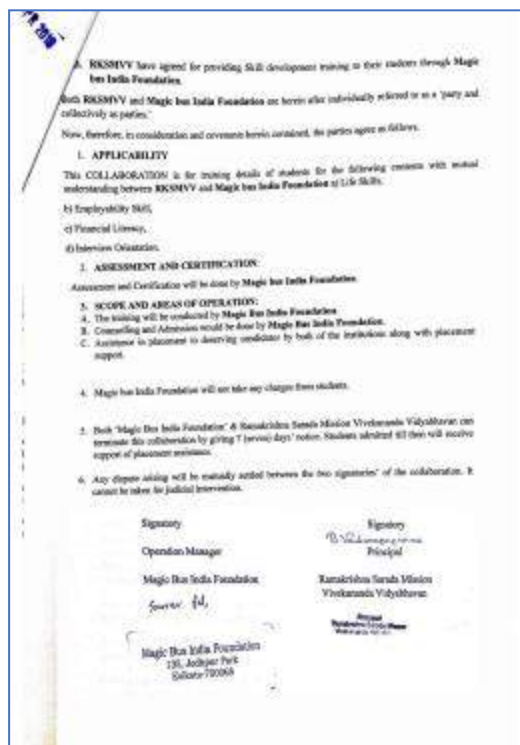 PR 2018
RKSMVV have agreed for providing Skill development training to their students through Magic
bus India Foundation.
Both RKSMVV and Magic bus India Foundation are herein after individually referred to as a 'party and
collectively as parties.'
Now, therefore, in consideration and covenants herein contained, the parties agree as follows.
1. APPLICABILITY
This COLLABORATION is for training details of students for the following contents with mutual
understanding between RKSMVV and Magic bus India Foundation a) Life Skills,
b) Employability Skill,
c) Financial Literacy,
d) Interview Orientation.
2. ASSESSMENT AND CERTIFICATION:
Assessment and Certification will be done by Magic bus India Foundation.
3. SCOPE AND AREAS OF OPERATION:
A. The training will be conducted by Magic Bus India Foundation.
B. Counselling and Admission would be done by Magic Bus India Foundation.
C. Assistance in placement to deserving candidates by both of the institutions along with placement
support.
4. Magic bus India Foundation will not take any charges from students.
5. Both 'Magic Bus India Foundation' & Ramakrishna Sarada Mission Vivekananda Vidyabhavan can
terminate this collaboration by giving 7 (seven) days' notice. Students admitted till then will receive
support of placement assistance.
6. Any dispute arising will be mutually settled between the two signatories' of the collaboration. It
cannot be taken for judicial intervention.
Signatory
Operation Manager
Magic Bus India Foundation
Magic Bus India Foundation
Jodhpur Park
Kolkata-700068
Signatory
Principal
Ramakrishna Sarada Mission
Vivekananda Vidyabhavan
Principal
Ramakrishna Sarada Mission